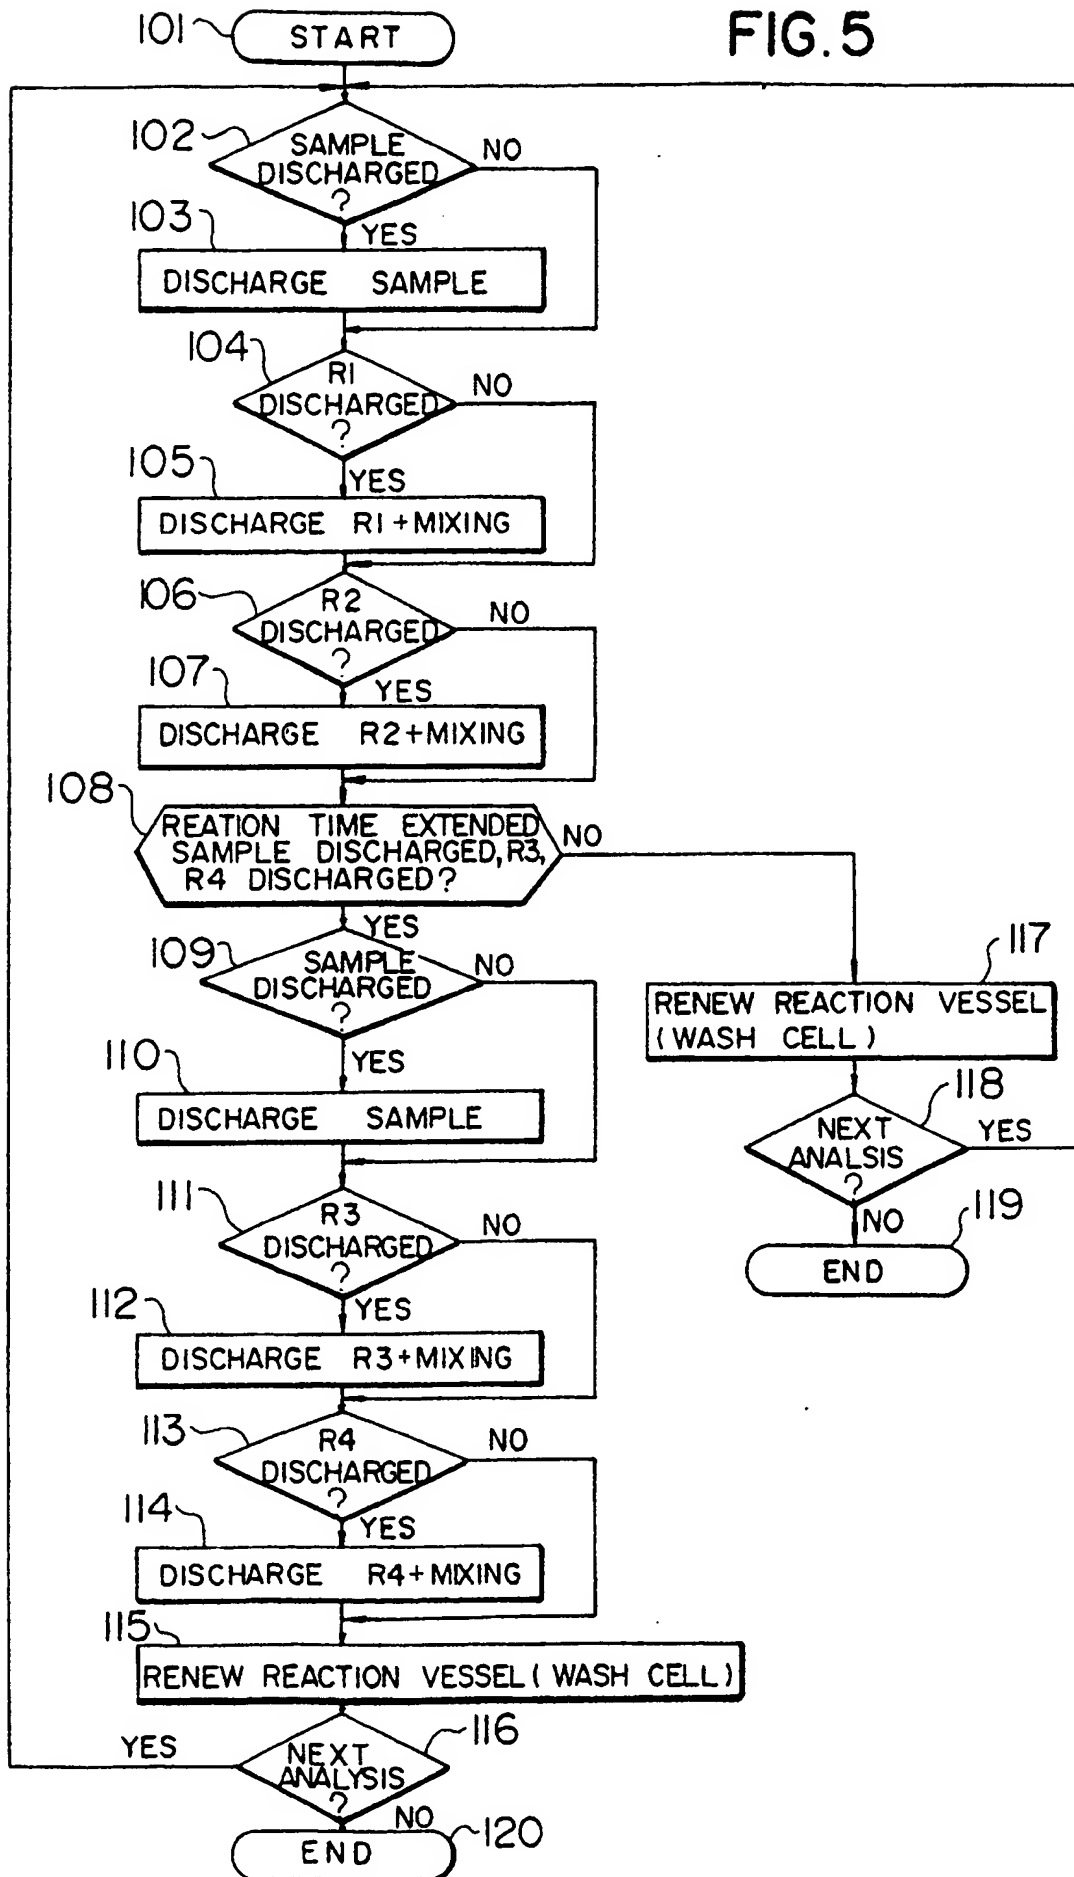 FIG. 5
101
START
102
SAMPLE
DISCHARGED
?
NO
YES
103
DISCHARGE SAMPLE
104
R1
DISCHARGED
?
NO
YES
105
DISCHARGE R1+MIXING
106
R2
DISCHARGED
?
NO
YES
107
DISCHARGE R2+MIXING
108
REATION TIME EXTENDED
SAMPLE DISCHARGED, R3,
R4 DISCHARGED?
NO
YES
109
SAMPLE
DISCHARGED
?
NO
YES
110
DISCHARGE SAMPLE
111
R3
DISCHARGED
?
NO
YES
112
DISCHARGE R3+MIXING
113
R4
DISCHARGED
?
NO
YES
114
DISCHARGE R4+MIXING
115
RENEW REACTION VESSEL (WASH CELL)
116
NEXT
ANALYSIS
?
YES
NO
120
END
117
RENEW REACTION VESSEL
(WASH CELL)
118
NEXT
ANALSIS
?
YES
NO
119
END